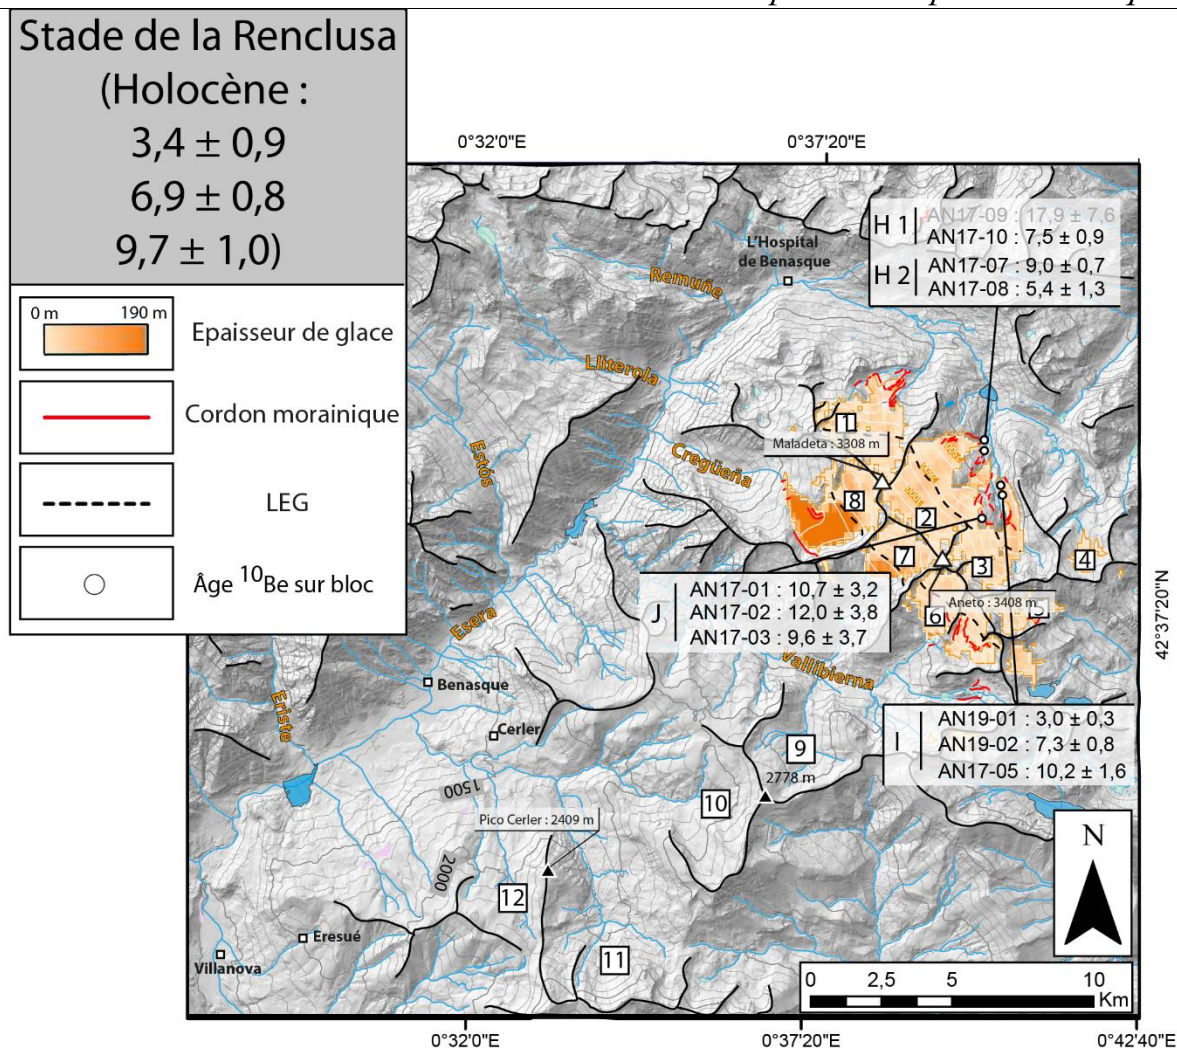 Stade de la Renclusa
(Holocène :
3,4 ± 0,9
6,9 ± 0,8
9,7 ± 1,0)
0 m 190 m
Epaisseur de glace
Cordon morainique
LEG
Âge ¹⁰Be sur bloc
0°32'0"E 0°37'20"E
H 1
AN17-09 : 17,9 ± 7,6
AN17-10 : 7,5 ± 0,9
H 2
AN17-07 : 9,0 ± 0,7
AN17-08 : 5,4 ± 1,3
L'Hospital
de Benasque
Remuñe
Lliterola
Estós
Cregüeña
1
Maladeta : 3308 m
8
2
7
3
4
5
6
Aneto : 3408 m
J
AN17-01 : 10,7 ± 3,2
AN17-02 : 12,0 ± 3,8
AN17-03 : 9,6 ± 3,7
42°37'20"N
Esera
Vallibierna
Benasque
Eriste
Cerler
I
AN19-01 : 3,0 ± 0,3
AN19-02 : 7,3 ± 0,8
AN17-05 : 10,2 ± 1,6
9
2778 m
10
1500
Pico Cerler : 2409 m
2000
12
11
Eresué
Villanova
N
0 2,5 5 10
Km
0°32'0"E 0°37'20"E 0°42'40"E